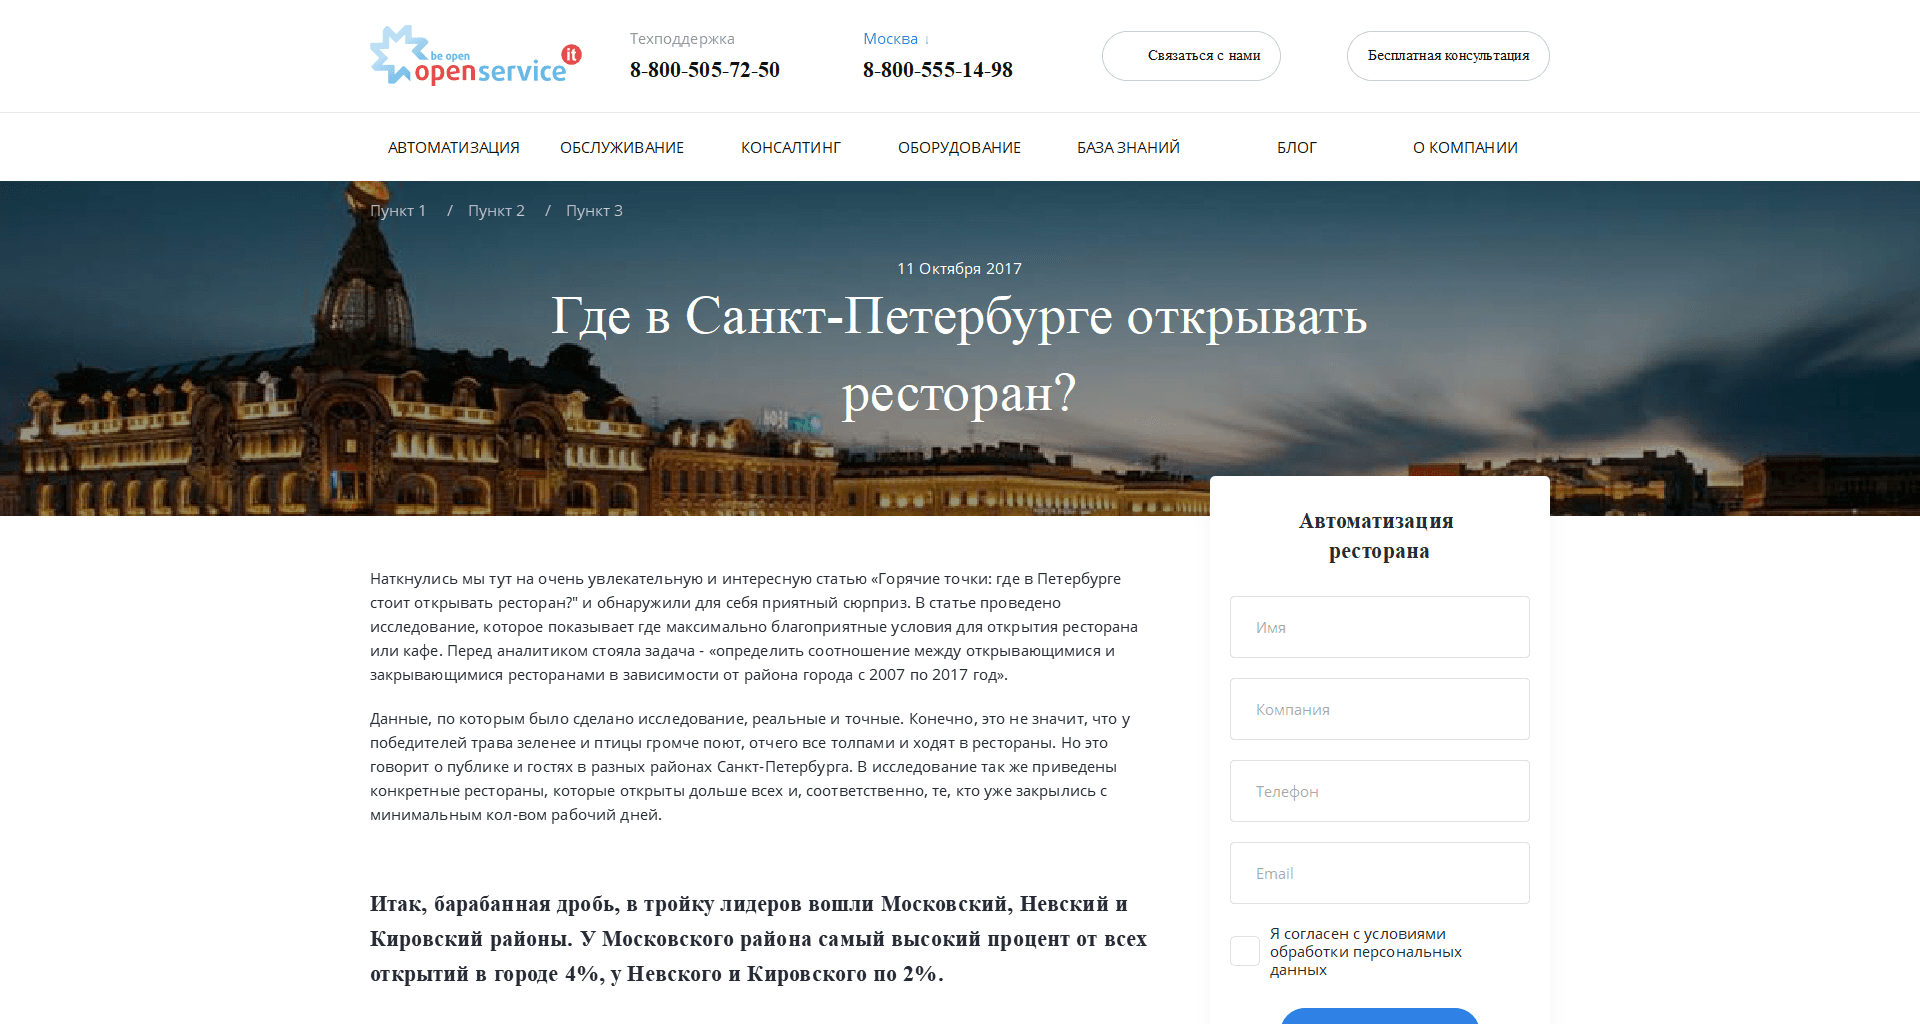 be open
openservice it
Техподдержка
8-800-505-72-50
Москва ↓
8-800-555-14-98
Связаться с нами
Бесплатная консультация
АВТОМАТИЗАЦИЯ ОБСЛУЖИВАНИЕ КОНСАЛТИНГ ОБОРУДОВАНИЕ БАЗА ЗНАНИЙ БЛОГ О КОМПАНИИ
Пункт 1 / Пункт 2 / Пункт 3
11 Октября 2017
Где в Санкт-Петербурге открывать
ресторан?
Наткнулись мы тут на очень увлекательную и интересную статью «Горячие точки: где в Петербурге
стоит открывать ресторан?" и обнаружили для себя приятный сюрприз. В статье проведено
исследование, которое показывает где максимально благоприятные условия для открытия ресторана
или кафе. Перед аналитиком стояла задача - «определить соотношение между открывающимися и
закрывающимися ресторанами в зависимости от района города с 2007 по 2017 год».
Данные, по которым было сделано исследование, реальные и точные. Конечно, это не значит, что у
победителей трава зеленее и птицы громче поют, отчего все толпами и ходят в рестораны. Но это
говорит о публике и гостях в разных районах Санкт-Петербурга. В исследование так же приведены
конкретные рестораны, которые открыты дольше всех и, соответственно, те, кто уже закрылись с
минимальным кол-вом рабочий дней.
Итак, барабанная дробь, в тройку лидеров вошли Московский, Невский и
Кировский районы. У Московского района самый высокий процент от всех
открытий в городе 4%, у Невского и Кировского по 2%.
Автоматизация
ресторана
Имя
Компания
Телефон
Email
Я согласен с условиями
обработки персональных
данных